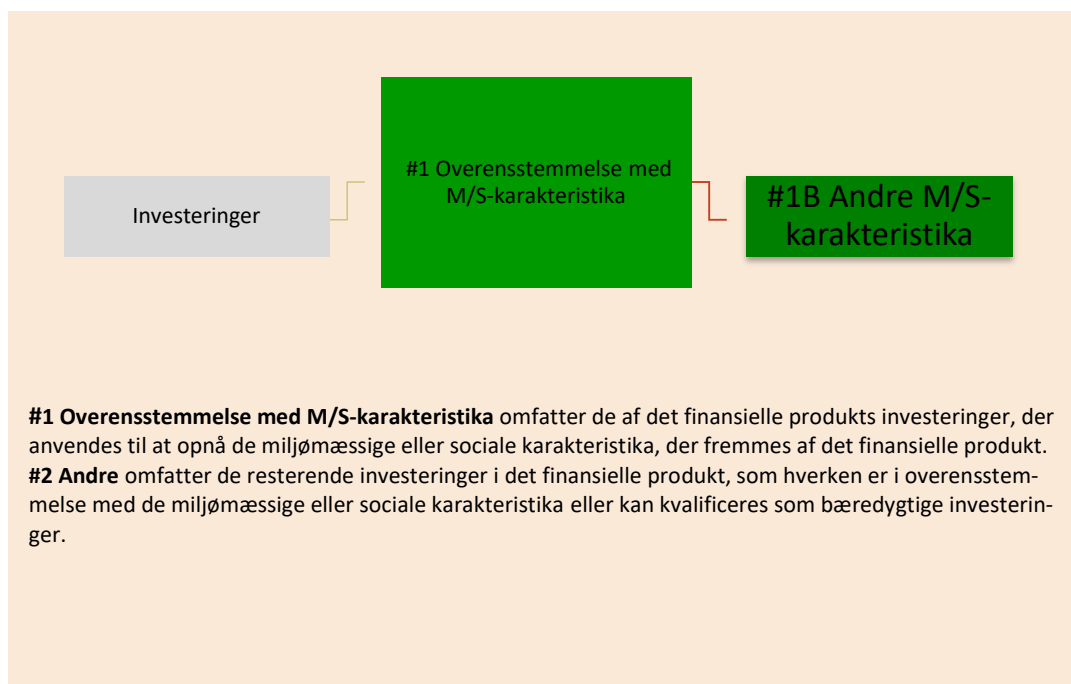 #1 Overensstemmelse med
M/S-karakteristika
Investeringer
#1B Andre M/S-
karakteristika
#1 Overensstemmelse med M/S-karakteristika omfatter de af det finansielle produkts investeringer, der
anvendes til at opnå de miljømæssige eller sociale karakteristika, der fremmes af det finansielle produkt.
#2 Andre omfatter de resterende investeringer i det finansielle produkt, som hverken er i overensstem-
melse med de miljømæssige eller sociale karakteristika eller kan kvalificeres som bæredygtige investerin-
ger.